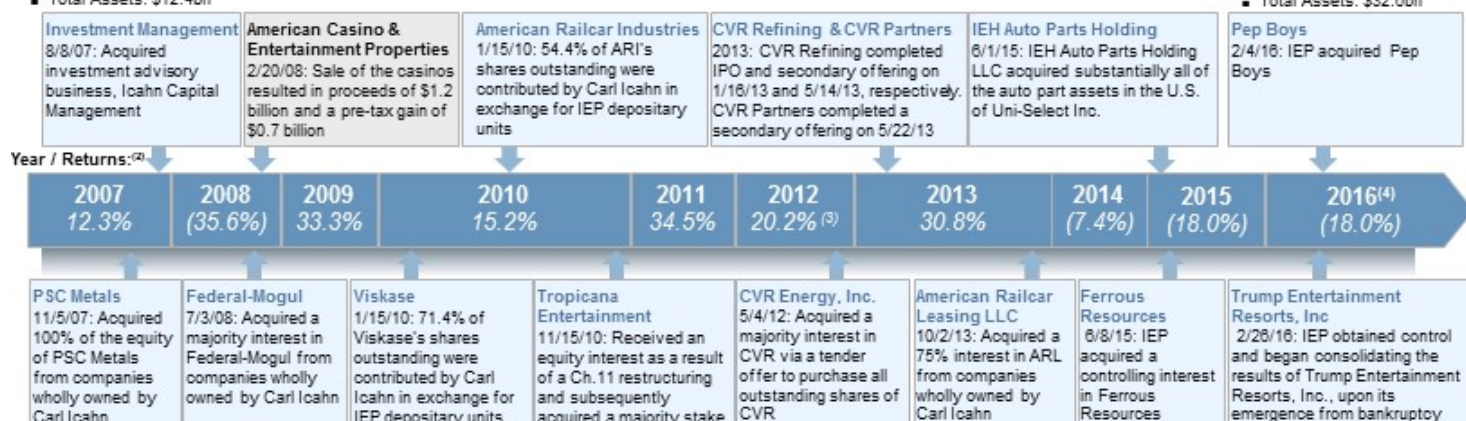 ▪ Total Assets: $12.4bn
▪ Total Assets: $32.0bn
Investment Management
8/8/07: Acquired
investment advisory
business, Icahn Capital
Management
American Casino &
Entertainment Properties
2/20/08: Sale of the casinos
resulted in proceeds of $1.2
billion and a pre-tax gain of
$0.7 billion
American Railcar Industries
1/15/10: 54.4% of ARI's
shares outstanding were
contributed by Carl Icahn in
exchange for IEP depositary
units
CVR Refining & CVR Partners
2013: CVR Refining completed
IPO and secondary offering on
1/16/13 and 5/14/13, respectively.
CVR Partners completed a
secondary offering on 5/22/13
IEH Auto Parts Holding
6/1/15: IEH Auto Parts Holding
LLC acquired substantially all of
the auto part assets in the U.S.
of Uni-Select Inc.
Pep Boys
2/4/16: IEP acquired Pep
Boys
Year / Returns:(2)
2007
12.3%
2008
(35.6%)
2009
33.3%
2010
15.2%
2011
34.5%
2012
20.2% (3)
2013
30.8%
2014
(7.4%)
2015
(18.0%)
2016(4)
(18.0%)
PSC Metals
11/5/07: Acquired
100% of the equity
of PSC Metals
from companies
wholly owned by
Carl Icahn
Federal-Mogul
7/3/08: Acquired a
majority interest in
Federal-Mogul from
companies wholly
owned by Carl Icahn
Viskase
1/15/10: 71.4% of
Viskase's shares
outstanding were
contributed by Carl
Icahn in exchange for
IEP depositary units
Tropicana
Entertainment
11/15/10: Received an
equity interest as a result
of a Ch.11 restructuring
and subsequently
acquired a majority stake
CVR Energy, Inc.
5/4/12: Acquired a
majority interest in
CVR via a tender
offer to purchase all
outstanding shares of
CVR
American Railcar
Leasing LLC
10/2/13: Acquired a
75% interest in ARL
from companies
wholly owned by
Carl Icahn
Ferrous
Resources
6/8/15: IEP
acquired a
controlling interest
in Ferrous
Resources
Trump Entertainment
Resorts, Inc
2/26/16: IEP obtained control
and began consolidating the
results of Trump Entertainment
Resorts, Inc., upon its
emergence from bankruptcy